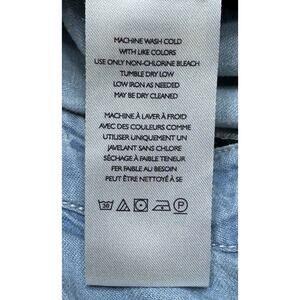 MACHINE WASH COLD
WITH LIKE COLORS
USE ONLY NON-CHLORINE BLEACH
TUMBLE DRY LOW
LOW IRON AS NEEDED
MAY BE DRY CLEANED
MACHINE À LAVER À FROID
AVEC DES COULEURS COMME
UTILISER UNIQUEMENT UN
JAVELANT SANS CHLORE
SÉCHAGE À FAIBLE TENEUR
FER FAIBLE AU BESOIN
PEUT ÊTRE NETTOYÉ À SE
30 P